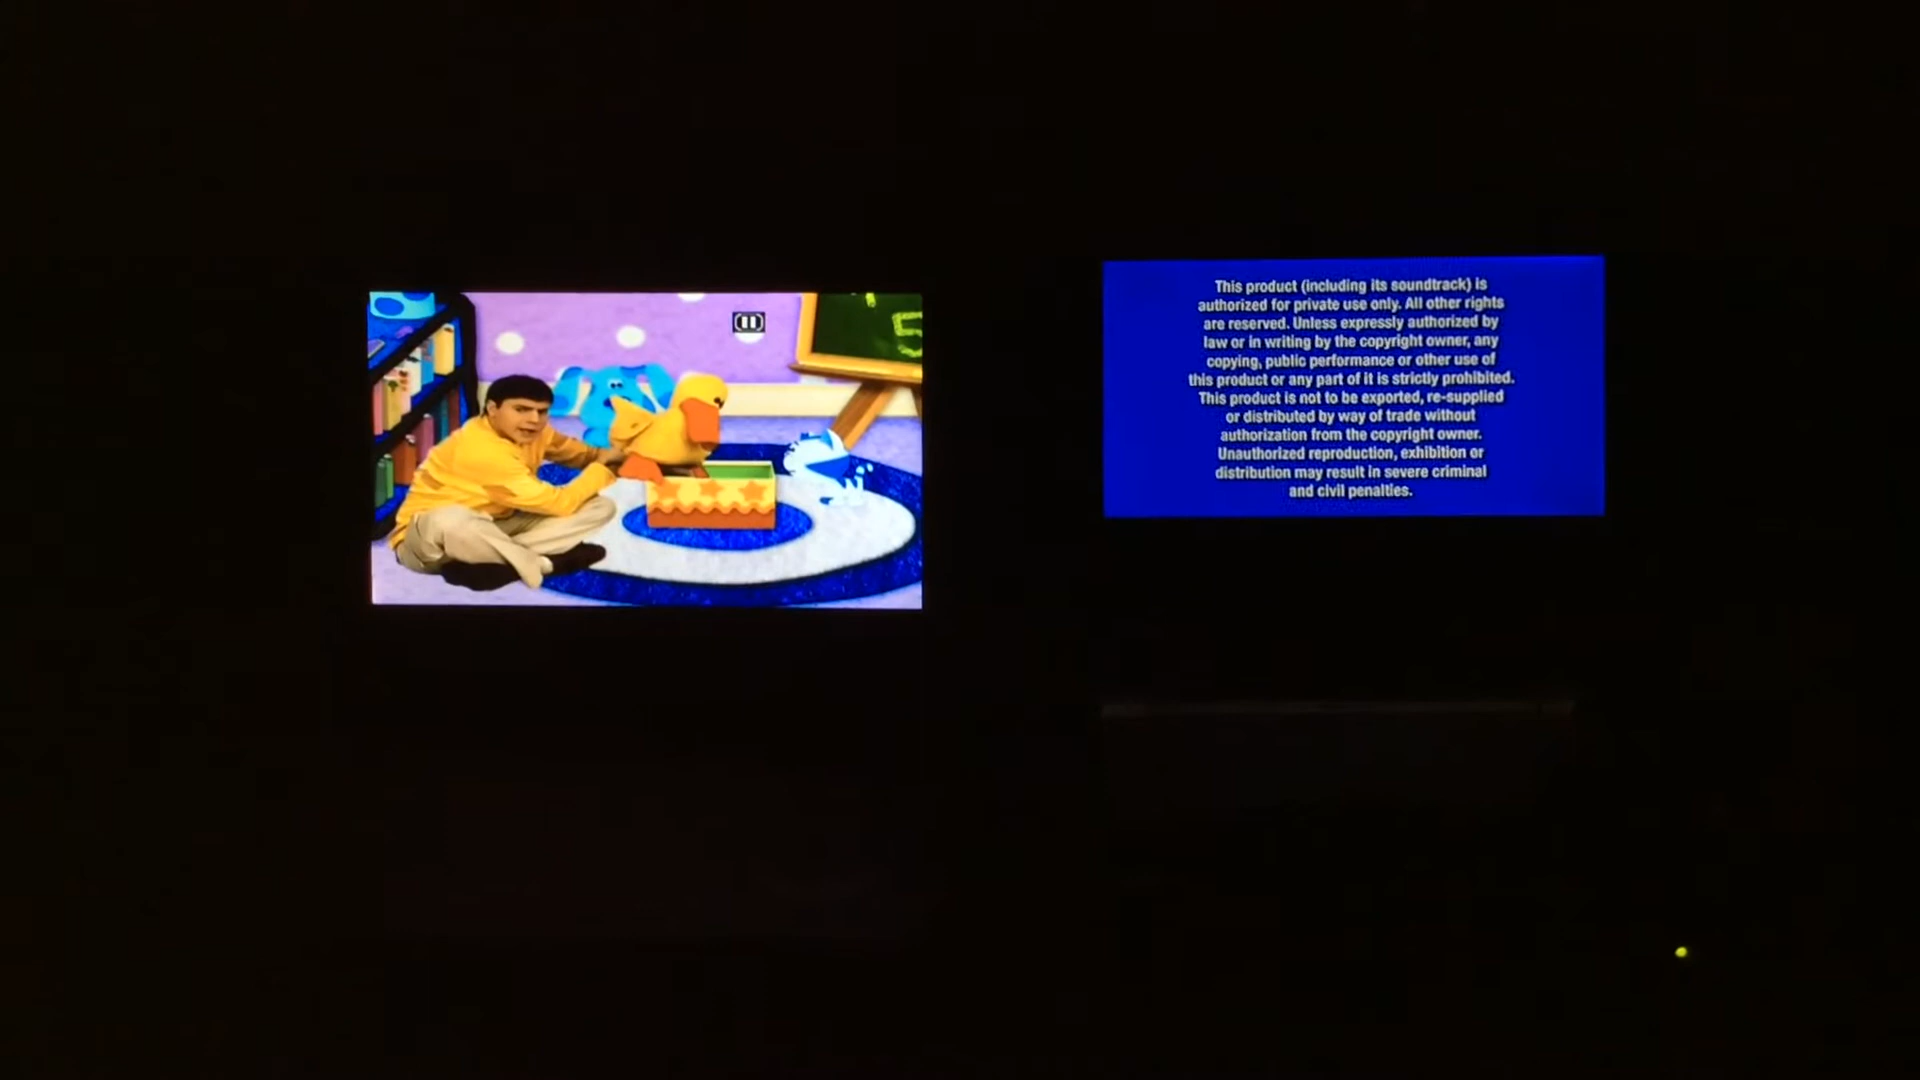 5
This product (including its soundtrack) is
authorized for private use only. All other rights
are reserved. Unless expressly authorized by
law or in writing by the copyright owner, any
copying, public performance or other use of
this product or any part of it is strictly prohibited.
This product is not to be exported, re-supplied
or distributed by way of trade without
authorization from the copyright owner.
Unauthorized reproduction, exhibition or
distribution may result in severe criminal
and civil penalties.